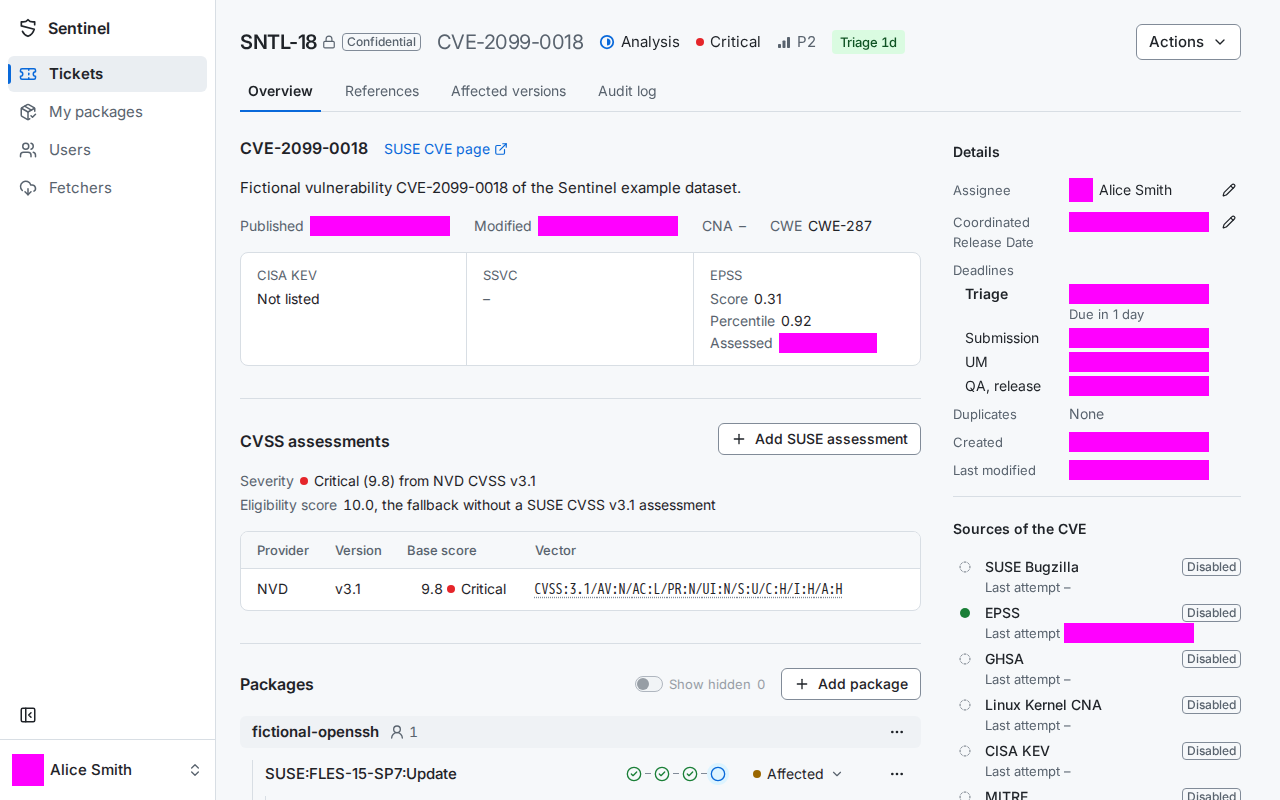 Sentinel
Tickets
My packages
Users
Fetchers
Alice Smith
SNTL-18 Confidential CVE-2099-0018 Analysis Critical P2 Triage 1d
Actions
Overview References Affected versions Audit log
CVE-2099-0018 SUSE CVE page
Fictional vulnerability CVE-2099-0018 of the Sentinel example dataset.
Published Modified CNA – CWE CWE-287
CISA KEV
Not listed
SSVC
–
EPSS
Score 0.31
Percentile 0.92
Assessed
CVSS assessments
Add SUSE assessment
Severity Critical (9.8) from NVD CVSS v3.1
Eligibility score 10.0, the fallback without a SUSE CVSS v3.1 assessment
Provider Version Base score Vector
NVD v3.1 9.8 Critical CVSS:3.1/AV:N/AC:L/PR:N/UI:N/S:U/C:H/I:H/A:H
Packages
Show hidden 0
Add package
fictional-openssh 1
SUSE:FLES-15-SP7:Update Affected
Details
Assignee Alice Smith
Coordinated
Release Date
Deadlines
Triage
Due in 1 day
Submission
UM
QA, release
Duplicates None
Created
Last modified
Sources of the CVE
SUSE Bugzilla Disabled
Last attempt –
EPSS Disabled
Last attempt
GHSA Disabled
Last attempt –
Linux Kernel CNA Disabled
Last attempt –
CISA KEV Disabled
Last attempt –
MITRE Disabled